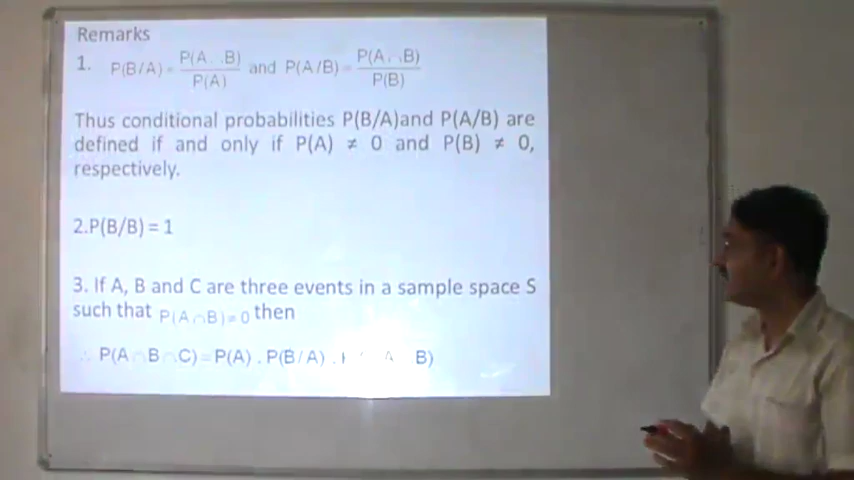 Remarks
1. P(B/A) = P(A∩B)/P(A) and P(A/B) = P(A∩B)/P(B)
Thus conditional probabilities P(B/A)and P(A/B) are
defined if and only if P(A) ≠ 0 and P(B) ≠ 0,
respectively.
2.P(B/B) = 1
3. If A, B and C are three events in a sample space S
such that P(A∩B)≠0 then
∴ P(A∩B∩C) = P(A) . P(B/A) . A B)